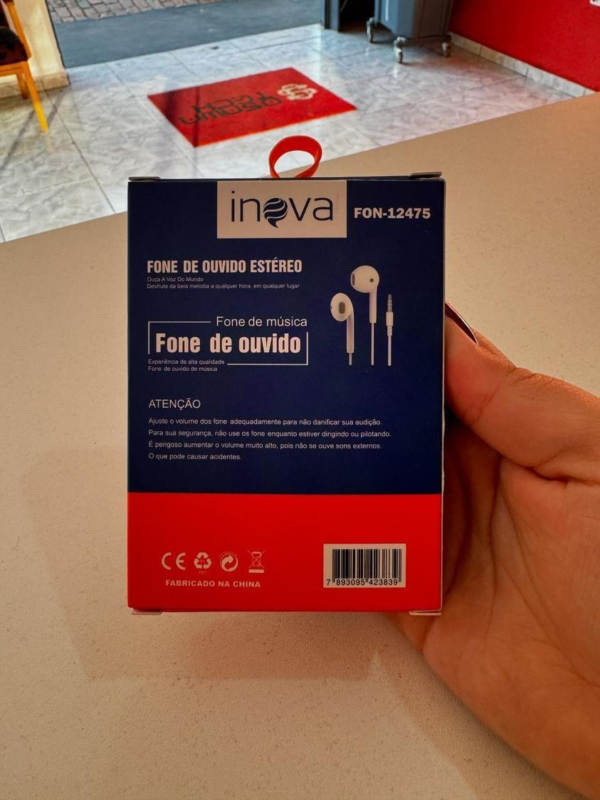 inova
FON-12475
FONE DE OUVIDO ESTÉREO
Ouça A Voz Do Mundo
Desfrute da bela melodia a qualquer hora, em qualquer lugar
Fone de música
Fone de ouvido
Experiência de alta qualidade
Fone de ouvido de música
ATENÇÃO
Ajuste o volume dos fone adequadamente para não danificar sua audição.
Para sua segurança, não use os fone enquanto estiver dirigindo ou pilotando.
É perigoso aumentar o volume muito alto, pois não se ouve sons externos.
O que pode causar acidentes.
CE
FABRICADO NA CHINA
7 893095 423839